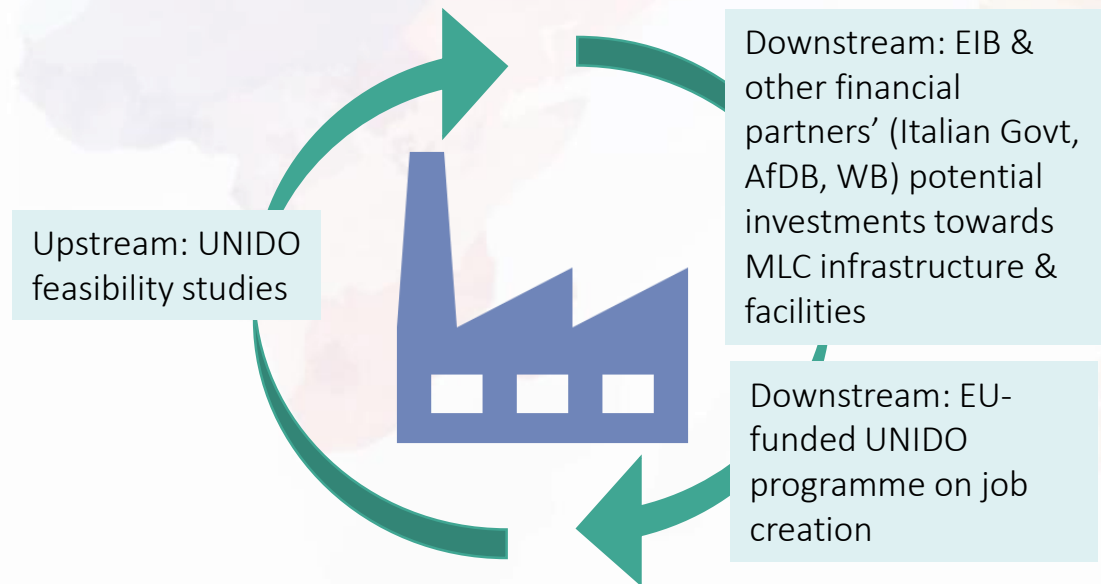 Upstream: UNIDO
feasibility studies
Downstream: EIB &
other financial
partners’ (Italian Govt,
AfDB, WB) potential
investments towards
MLC infrastructure &
facilities
Downstream: EU-
funded UNIDO
programme on job
creation